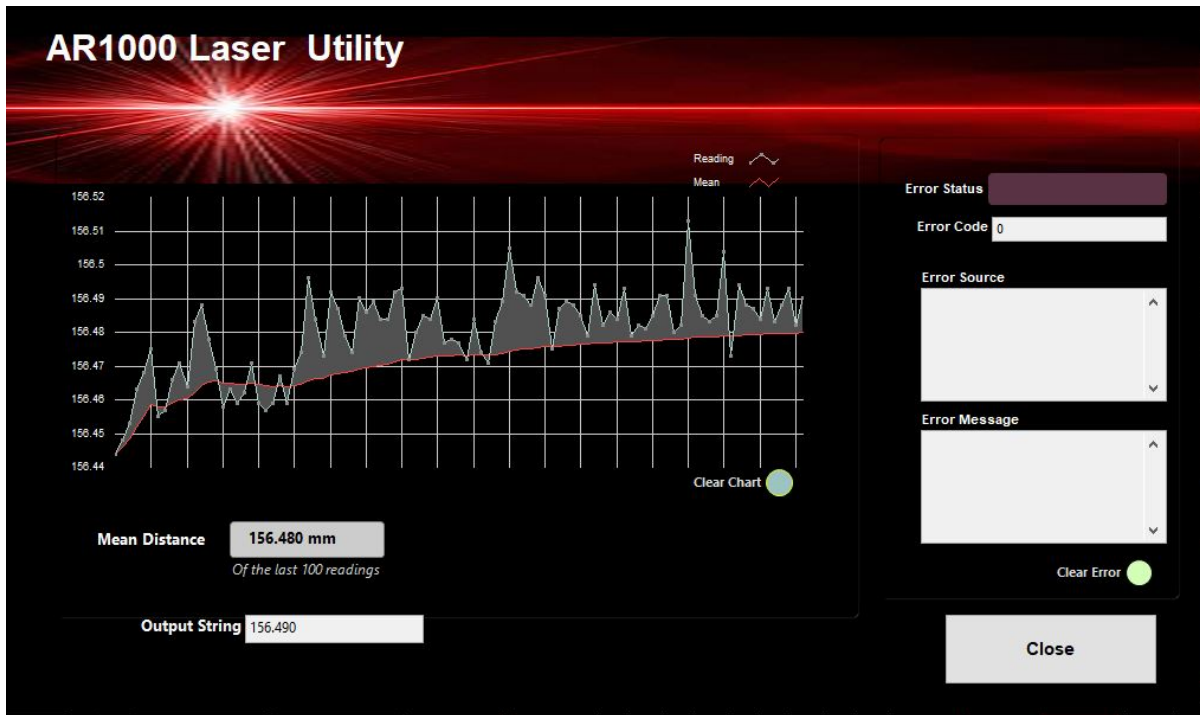 AR1000 Laser  Utility
Reading
Mean
156.52
156.51
156.5
156.49
156.48
156.47
156.46
156.45
156.44
Clear Chart
Mean Distance 156.480 mm
Of the last 100 readings
Output String 156.490
Error Status
Error Code 0
Error Source
Error Message
Clear Error
Close